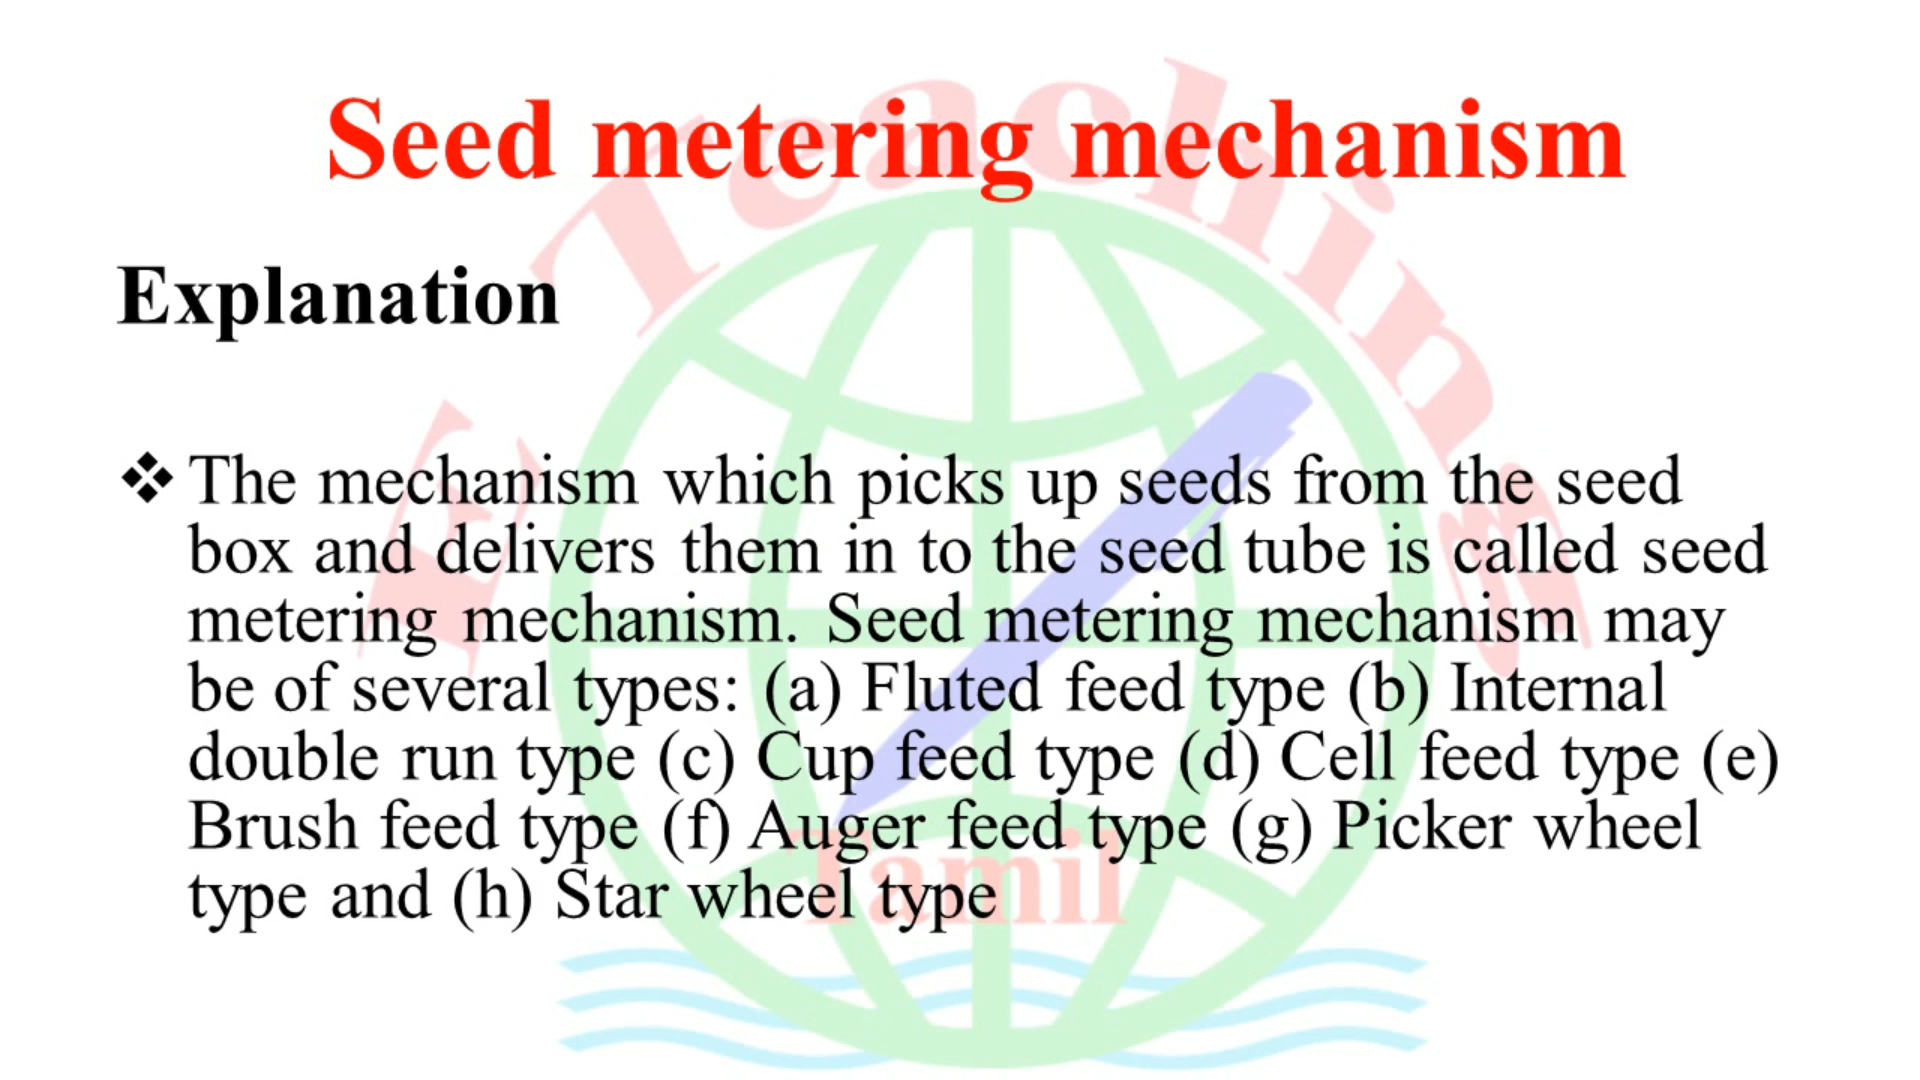 Seed metering mechanism
Explanation
❖ The mechanism which picks up seeds from the seed
box and delivers them in to the seed tube is called seed
metering mechanism. Seed metering mechanism may
be of several types: (a) Fluted feed type (b) Internal
double run type (c) Cup feed type (d) Cell feed type (e)
Brush feed type (f) Auger feed type (g) Picker wheel
type and (h) Star wheel type
E Teaching
Tamil